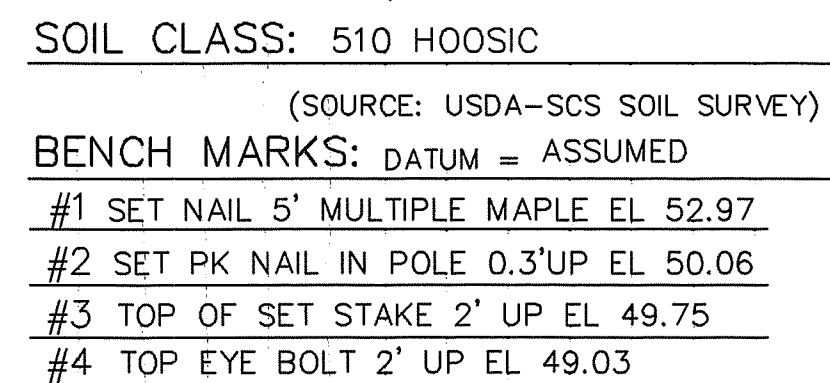 SOIL CLASS: 510 HOOSIC
(SOURCE: USDA-SCS SOIL SURVEY)
BENCH MARKS: DATUM = ASSUMED
#1 SET NAIL 5' MULTIPLE MAPLE EL 52.97
#2 SET PK NAIL IN POLE 0.3'UP EL 50.06
#3 TOP OF SET STAKE 2' UP EL 49.75
#4 TOP EYE BOLT 2' UP EL 49.03